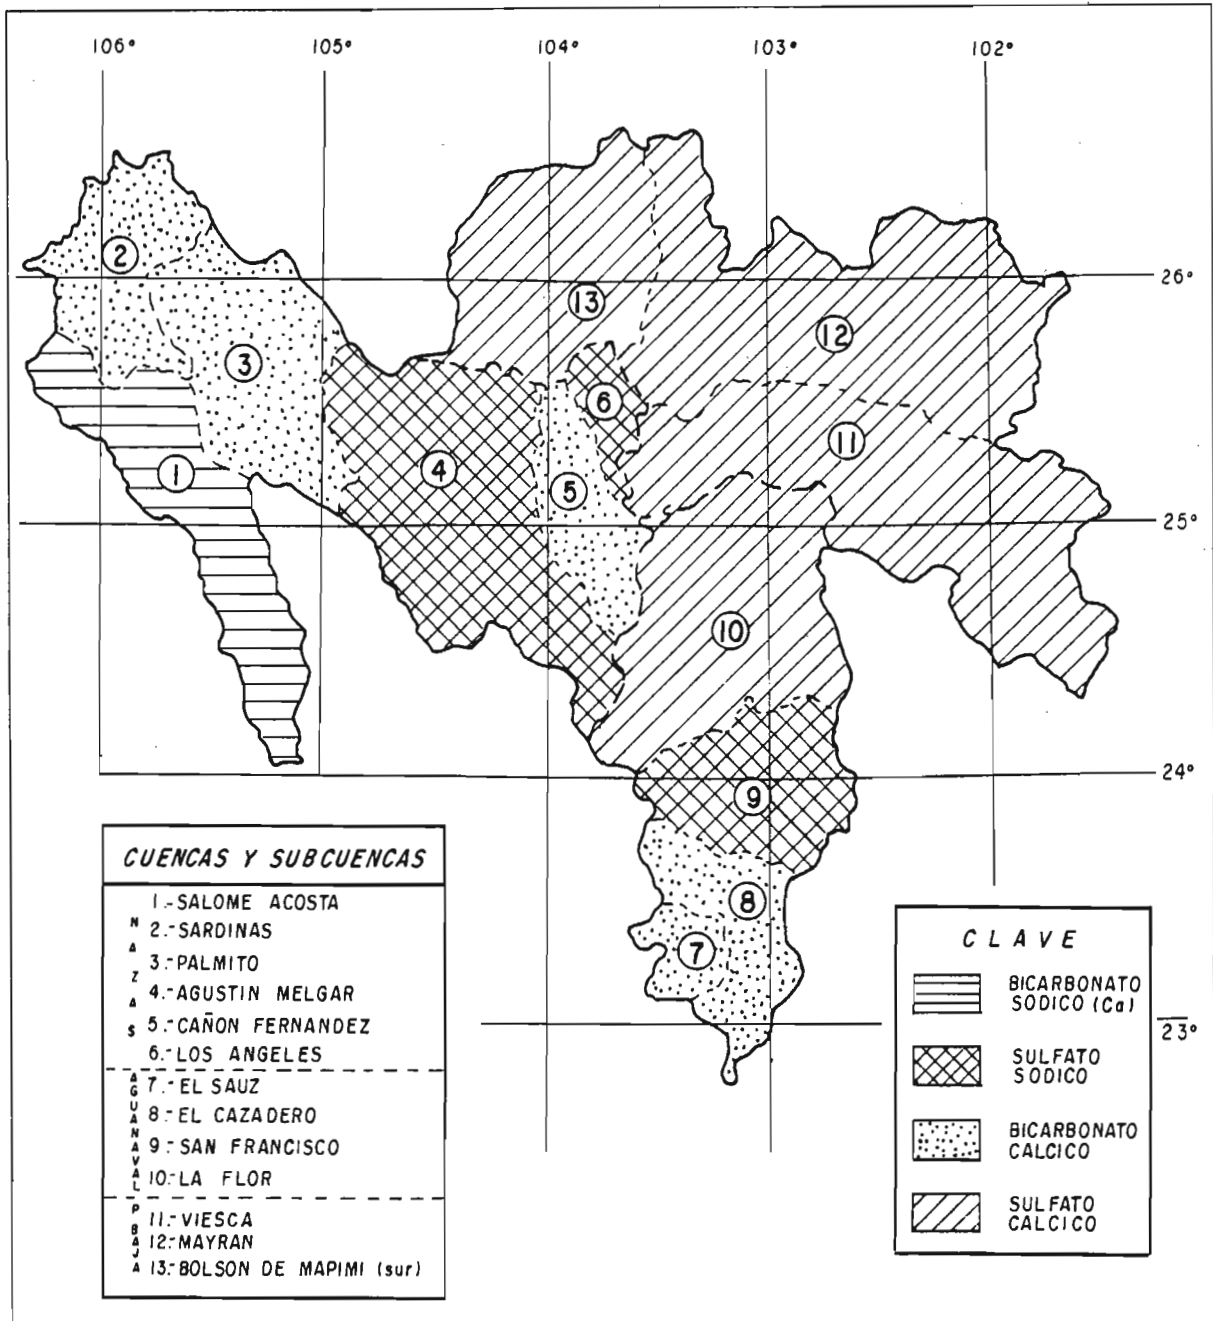 106° 105° 104° 103° 102°
2
26°
13
12
3
6
11
1
4
5
25°
10
24°
9
8
7
23°
CUENCAS Y SUBCUENCAS
NAZAS
1.-SALOME ACOSTA
2.-SARDINAS
3.-PALMITO
4.-AGUSTIN MELGAR
5.-CAÑON FERNANDEZ
6.-LOS ANGELES
AGUANAVAL
7.-EL SAUZ
8.-EL CAZADERO
9.-SAN FRANCISCO
10.-LA FLOR
P BAJA
11.-VIESCA
12.-MAYRAN
13.-BOLSON DE MAPIMI (sur)
CLAVE
BICARBONATO
SODICO (Ca)
SULFATO
SODICO
BICARBONATO
CALCICO
SULFATO
CALCICO